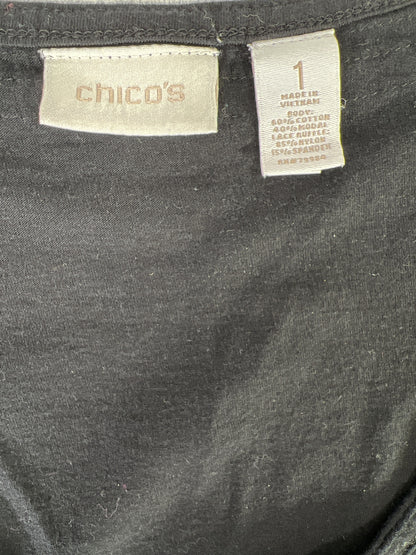 chico's
1
MADE IN
VIETNAM
BODY:
60% COTTON
40% MODAL
LACE RUFFLE:
85% NYLON
15% SPANDEX